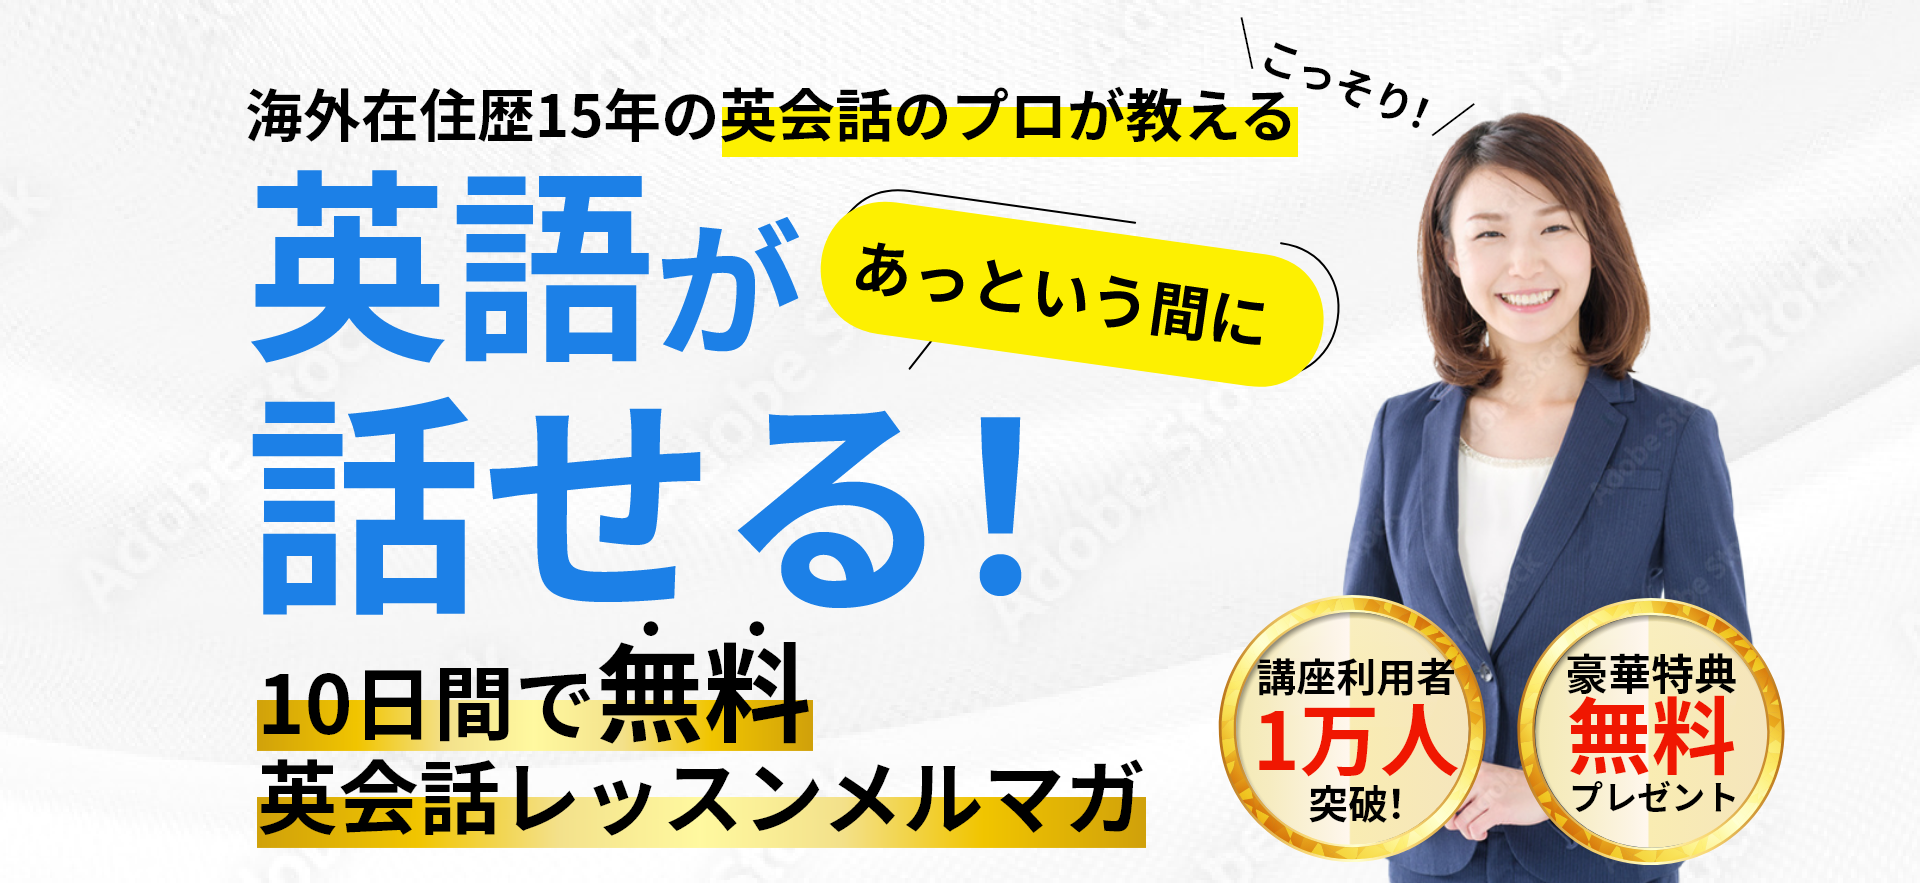 こっそり!
海外在住歴15年の英会話のプロが教える
英語が
あっという間に
話せる!
10日間で無料
英会話レッスンメルマガ
講座利用者
1万人
突破!
豪華特典
無料
プレゼント
Adobe Stock